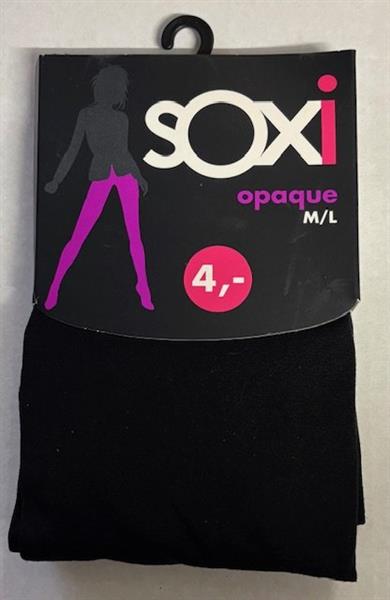 sOXi
opaque
M/L
4,-